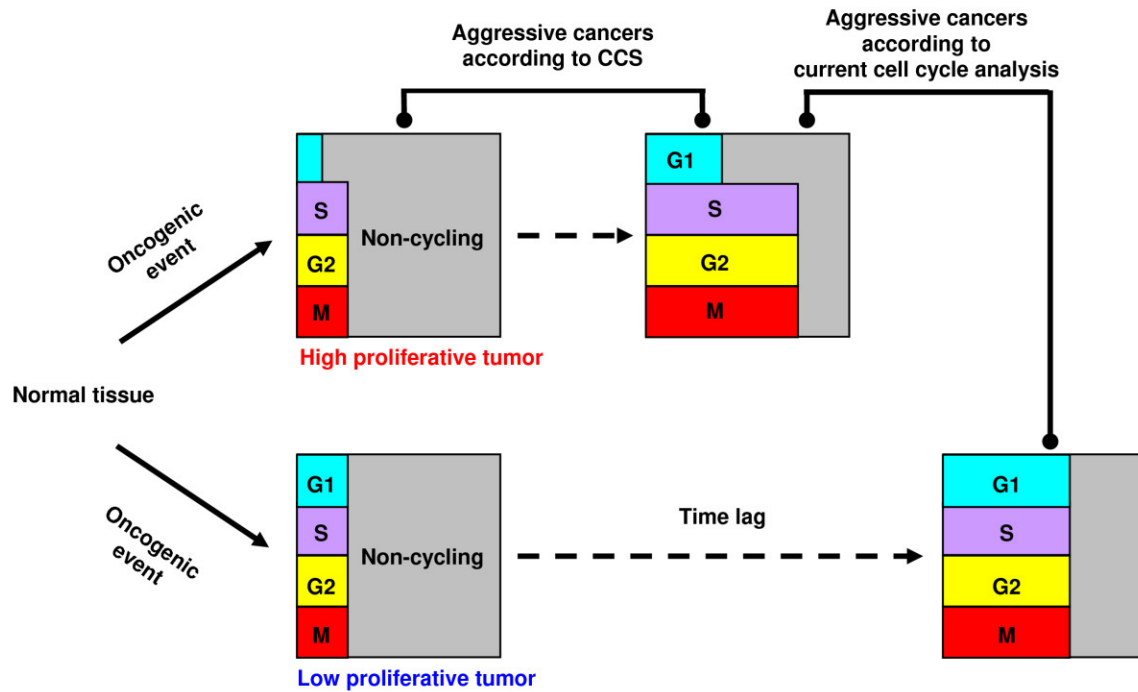 Aggressive cancers
according to CCS
Aggressive cancers
according to
current cell cycle analysis
Oncogenic
event
S
G2
M
Non-cycling
High proliferative tumor
G1
S
G2
M
Normal tissue
Oncogenic
event
G1
S
G2
M
Non-cycling
Low proliferative tumor
Time lag
G1
S
G2
M